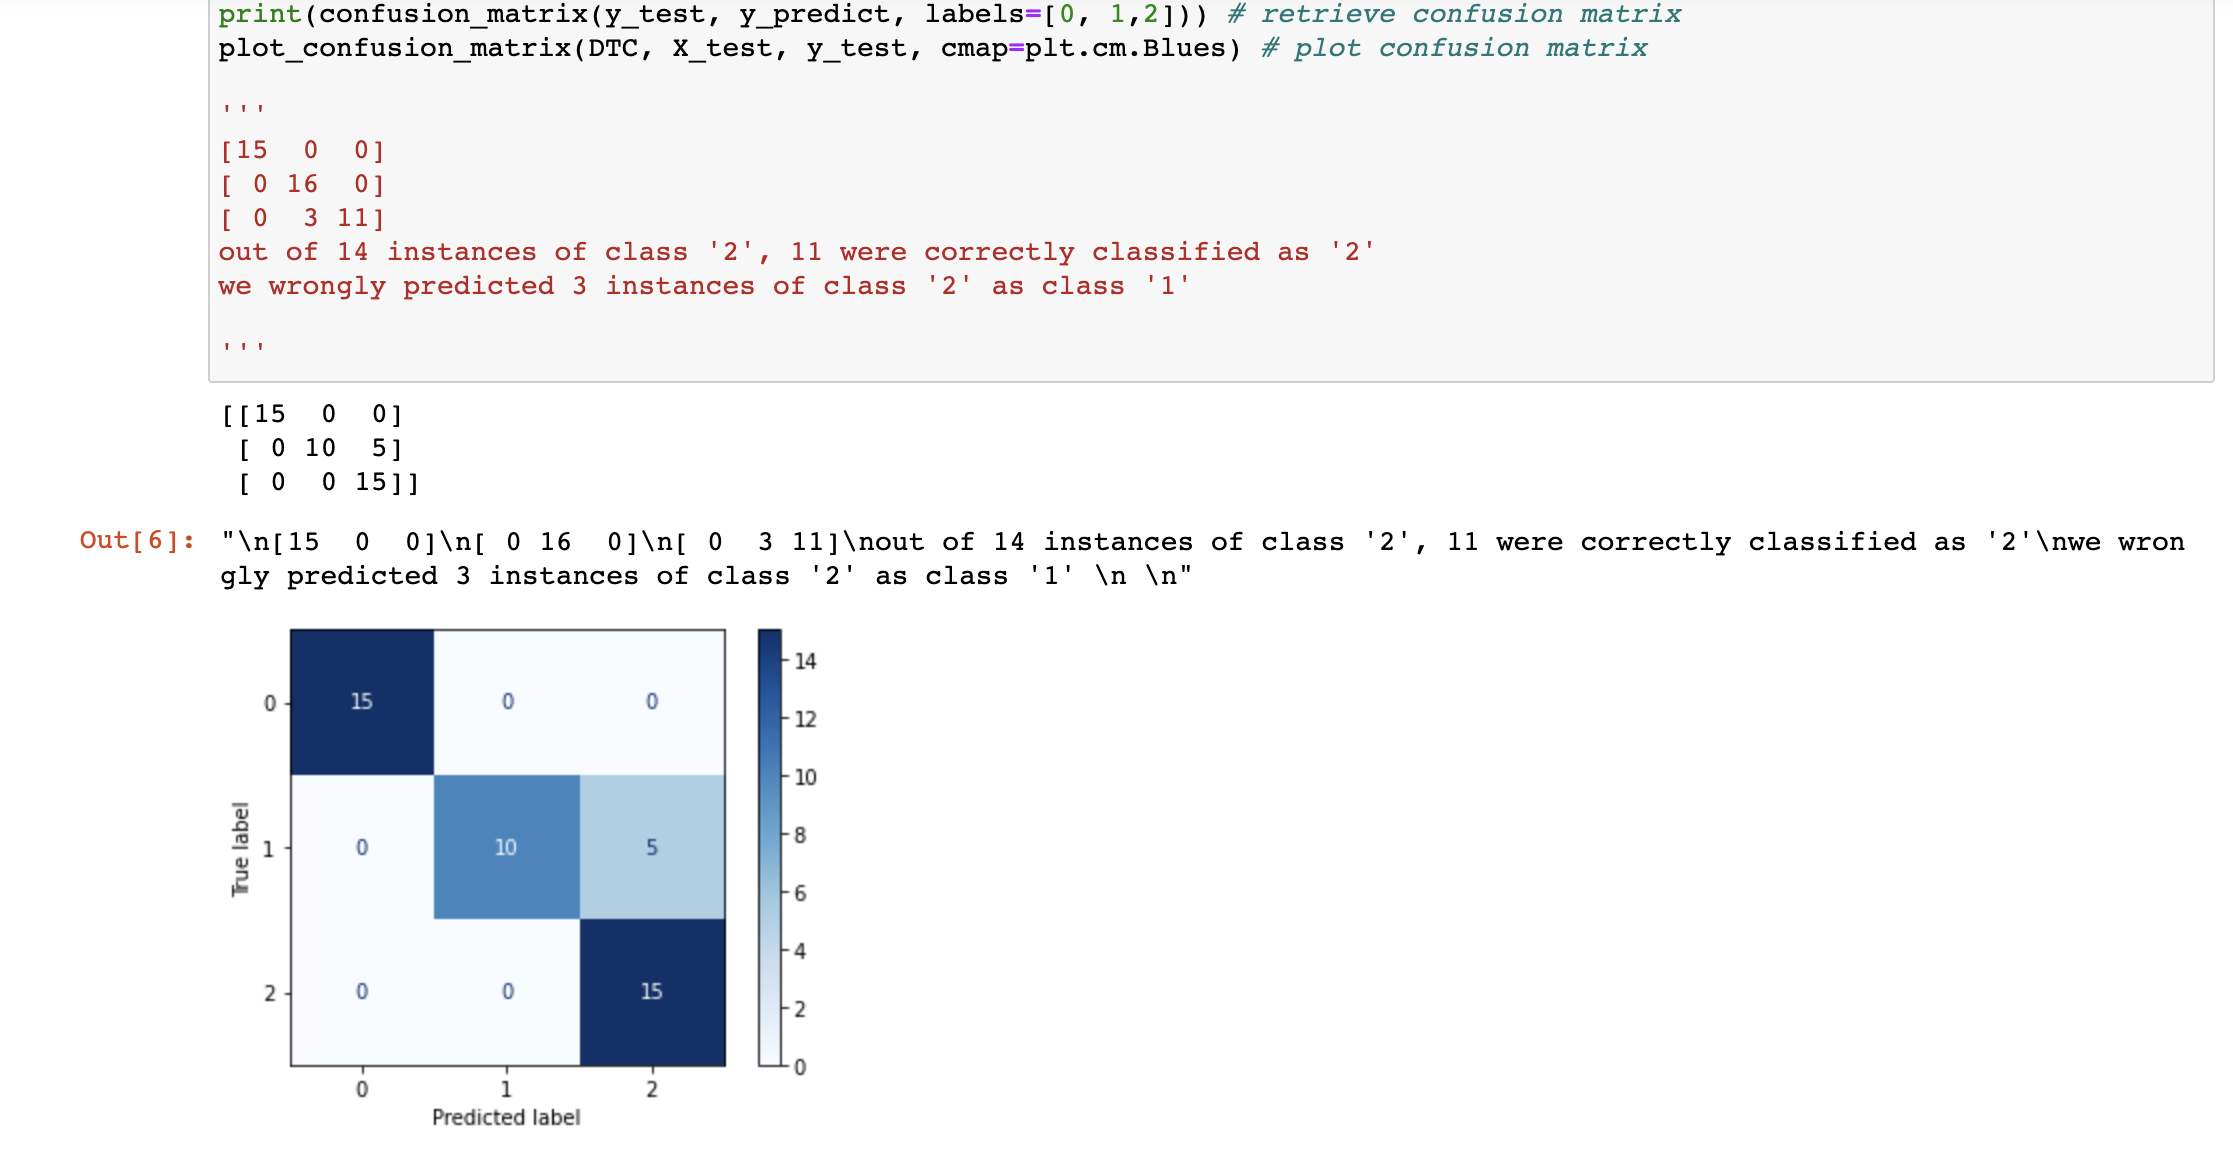 print(confusion_matrix(y_test, y_predict, labels=[0, 1,2])) # retrieve confusion matrix
plot_confusion_matrix(DTC, X_test, y_test, cmap=plt.cm.Blues) # plot confusion matrix
'''
[15  0  0]
[ 0 16  0]
[ 0  3 11]
out of 14 instances of class '2', 11 were correctly classified as '2'
we wrongly predicted 3 instances of class '2' as class '1'
'''
[[15  0  0]
 [ 0 10  5]
 [ 0  0 15]]
Out[6]: "\n[15  0  0]\n[ 0 16  0]\n[ 0  3 11]\nout of 14 instances of class '2', 11 were correctly classified as '2'\nwe wron
gly predicted 3 instances of class '2' as class '1' \n \n"
14
0 15 0 0
12
10
True label
1 0 10 5
8
6
4
2 0 0 15
2
0
0 1 2
Predicted label